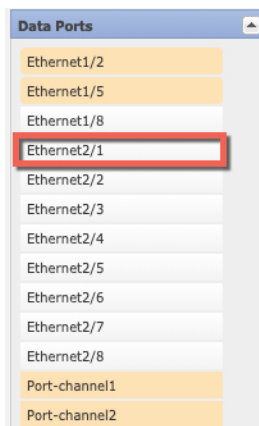 Data Ports
Ethernet1/2
Ethernet1/5
Ethernet1/8
Ethernet2/1
Ethernet2/2
Ethernet2/3
Ethernet2/4
Ethernet2/5
Ethernet2/6
Ethernet2/7
Ethernet2/8
Port-channel1
Port-channel2